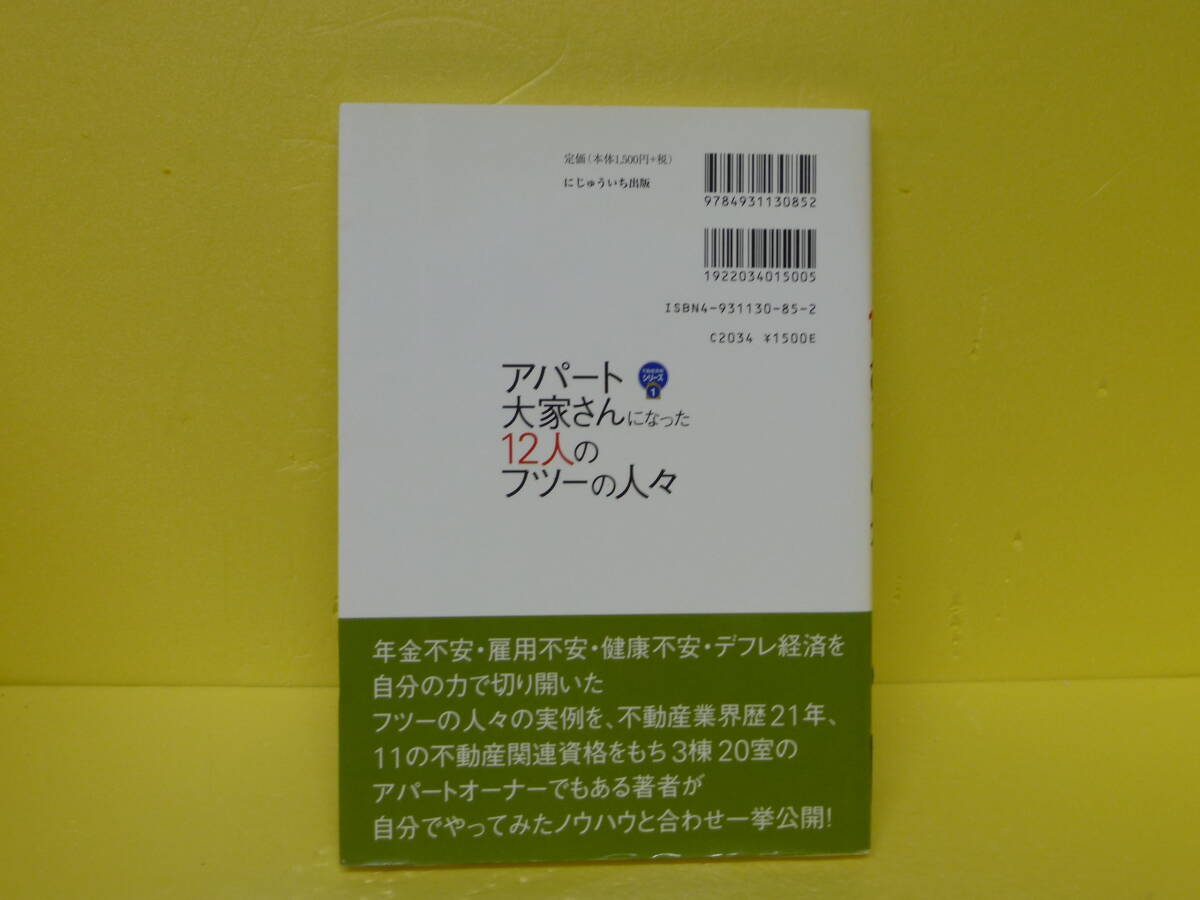 定価(本体1,500円+税)
にじゅういち出版
9784931130852
1922034015005
ISBN4-931130-85-2
C2034 ¥1500E
アパート
シリーズ
1
大家さんになった
12人の
フツーの人々
年金不安・雇用不安・健康不安・デフレ経済を
自分の力で切り開いた
フツーの人々の実例を、不動産業界歴21年、
11の不動産関連資格をもち3棟20室の
アパートオーナーでもある著者が
自分でやってみたノウハウと合わせ一挙公開!